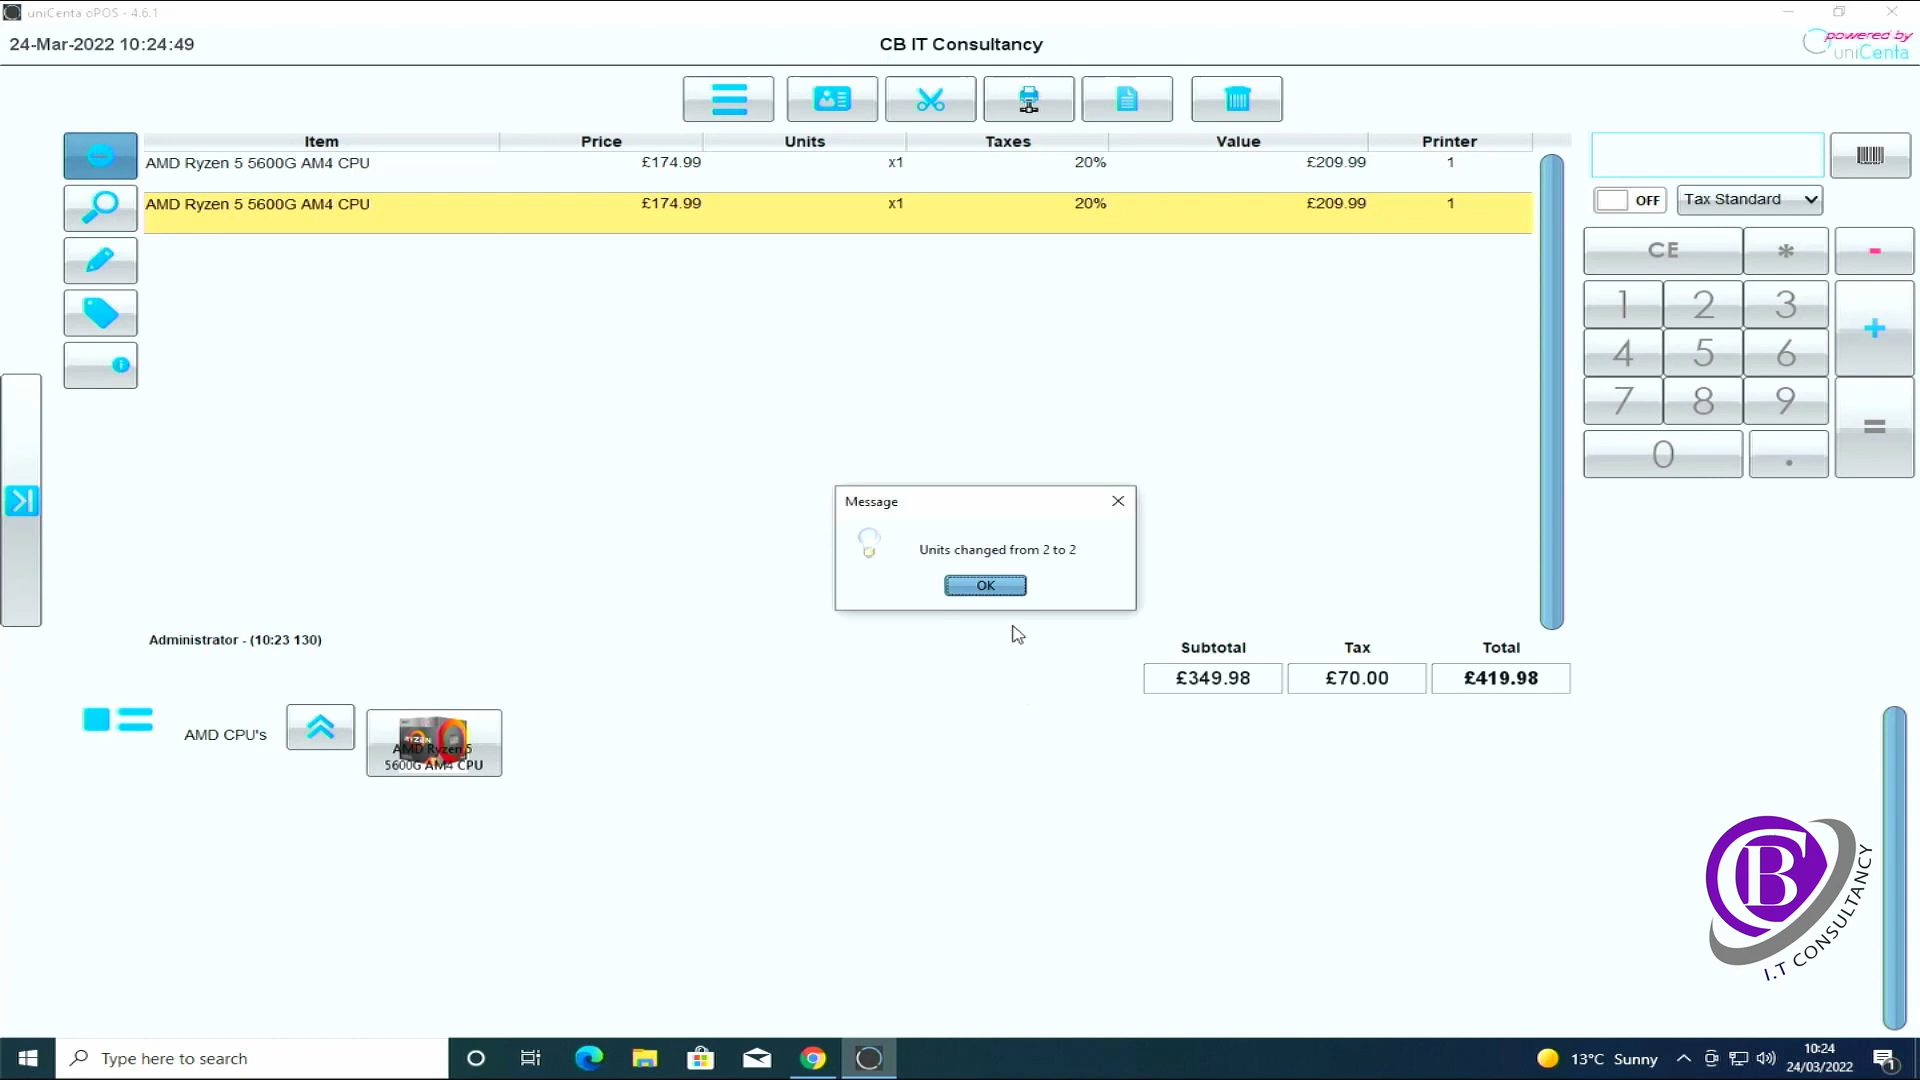 uniCenta oPOS - 4.6.1
24-Mar-2022 10:24:49
CB IT Consultancy
powered by
uniCenta
Item Price Units Taxes Value Printer
AMD Ryzen 5 5600G AM4 CPU £174.99 x1 20% £209.99 1
AMD Ryzen 5 5600G AM4 CPU £174.99 x1 20% £209.99 1
OFF Tax Standard
CE * -
1 2 3 +
4 5 6
7 8 9 =
0 .
Message
Units changed from 2 to 2
OK
Administrator - (10:23 130)
Subtotal Tax Total
£349.98 £70.00 £419.98
AMD CPU's
RYZEN
AMD Ryzen 5
5600G AM4 CPU
CB
I.T CONSULTANCY
Type here to search
13°C Sunny
10:24
24/03/2022
1